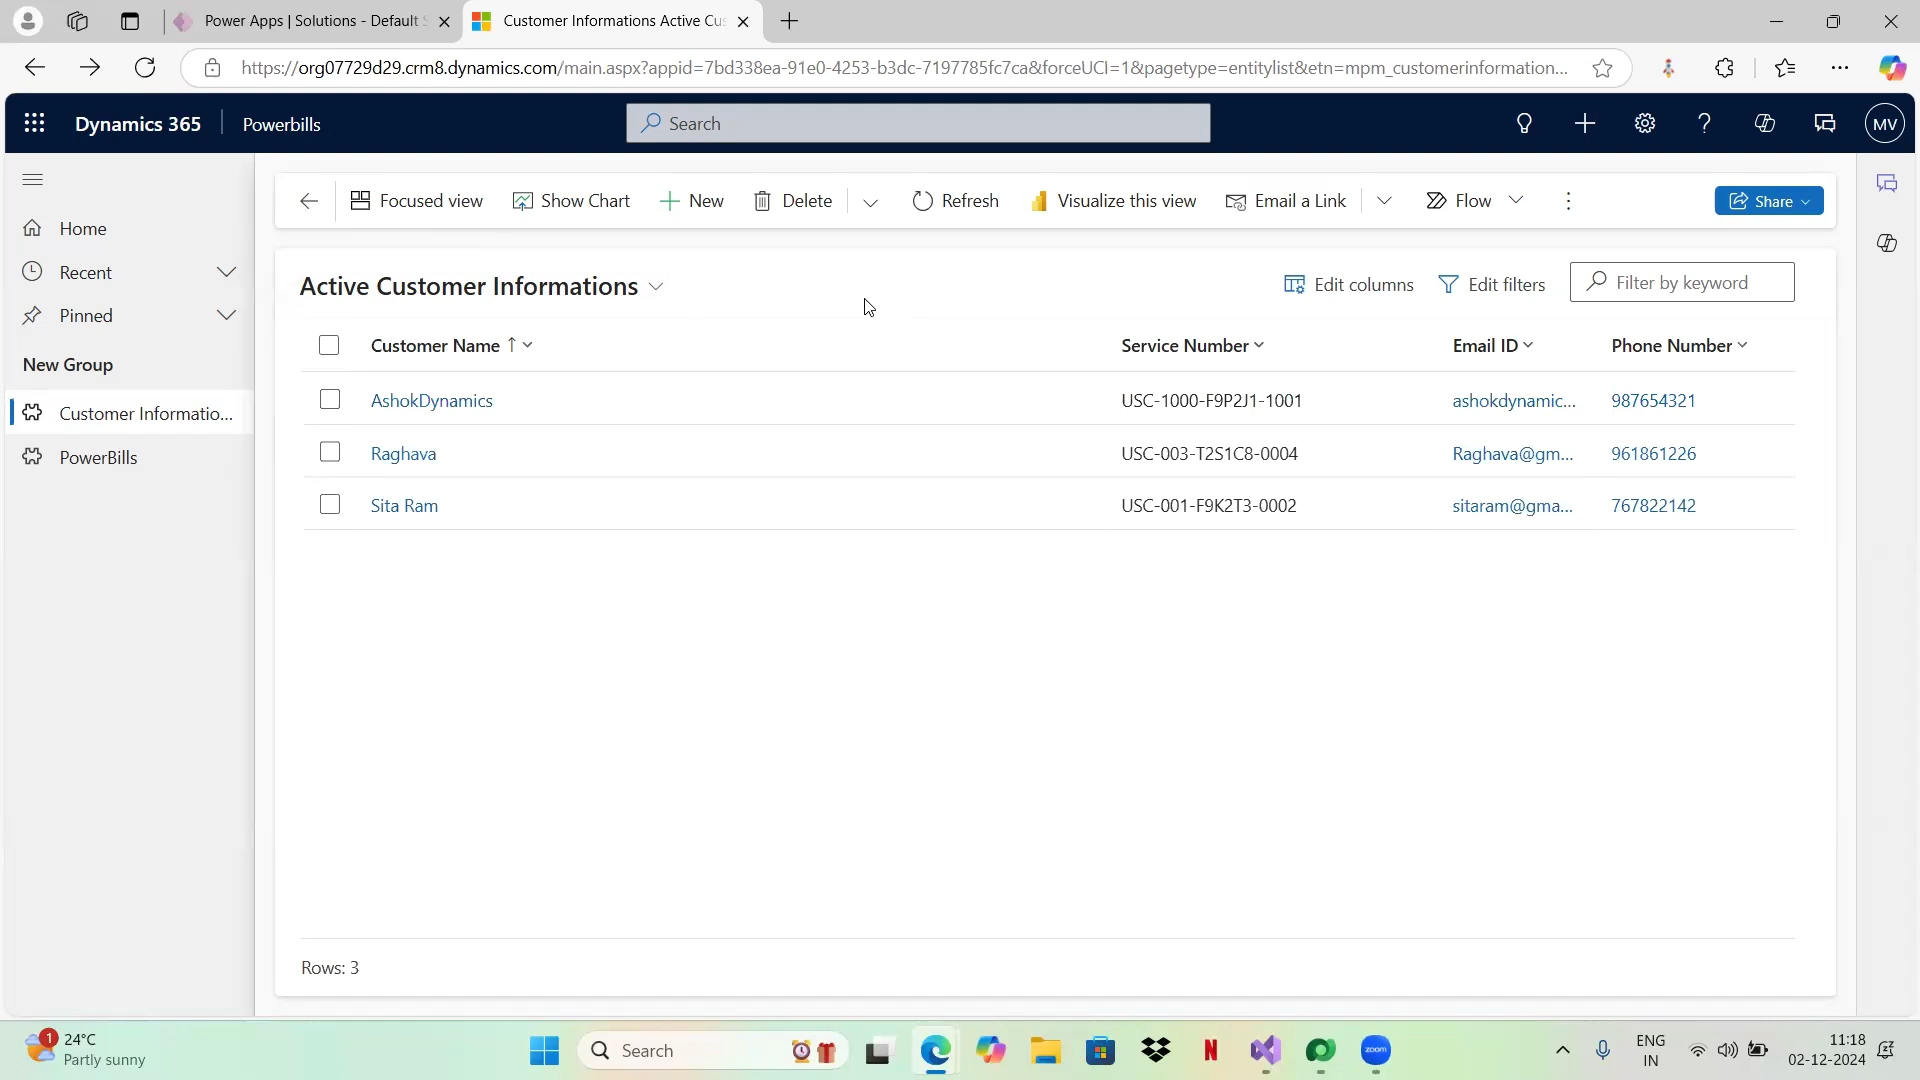 Power Apps | Solutions - Default
Customer Informations Active Cu
https://org07729d29.crm8.dynamics.com/main.aspx?appid=7bd338ea-91e0-4253-b3dc-7197785fc7ca&forceUCI=1&pagetype=entitylist&etn=mpm_customerinformation...
Dynamics 365
Powerbills
Search
MV
Focused view
Show Chart
New
Delete
Refresh
Visualize this view
Email a Link
Flow
Share
Home
Recent
Pinned
New Group
Customer Informatio...
PowerBills
Active Customer Informations
Edit columns
Edit filters
Filter by keyword
Customer Name
Service Number
Email ID
Phone Number
AshokDynamics
USC-1000-F9P2J1-1001
ashokdynamic...
987654321
Raghava
USC-003-T2S1C8-0004
Raghava@gm...
961861226
Sita Ram
USC-001-F9K2T3-0002
sitaram@gma...
767822142
Rows: 3
1
24°C
Partly sunny
Search
N
zoom
ENG
IN
11:18
02-12-2024